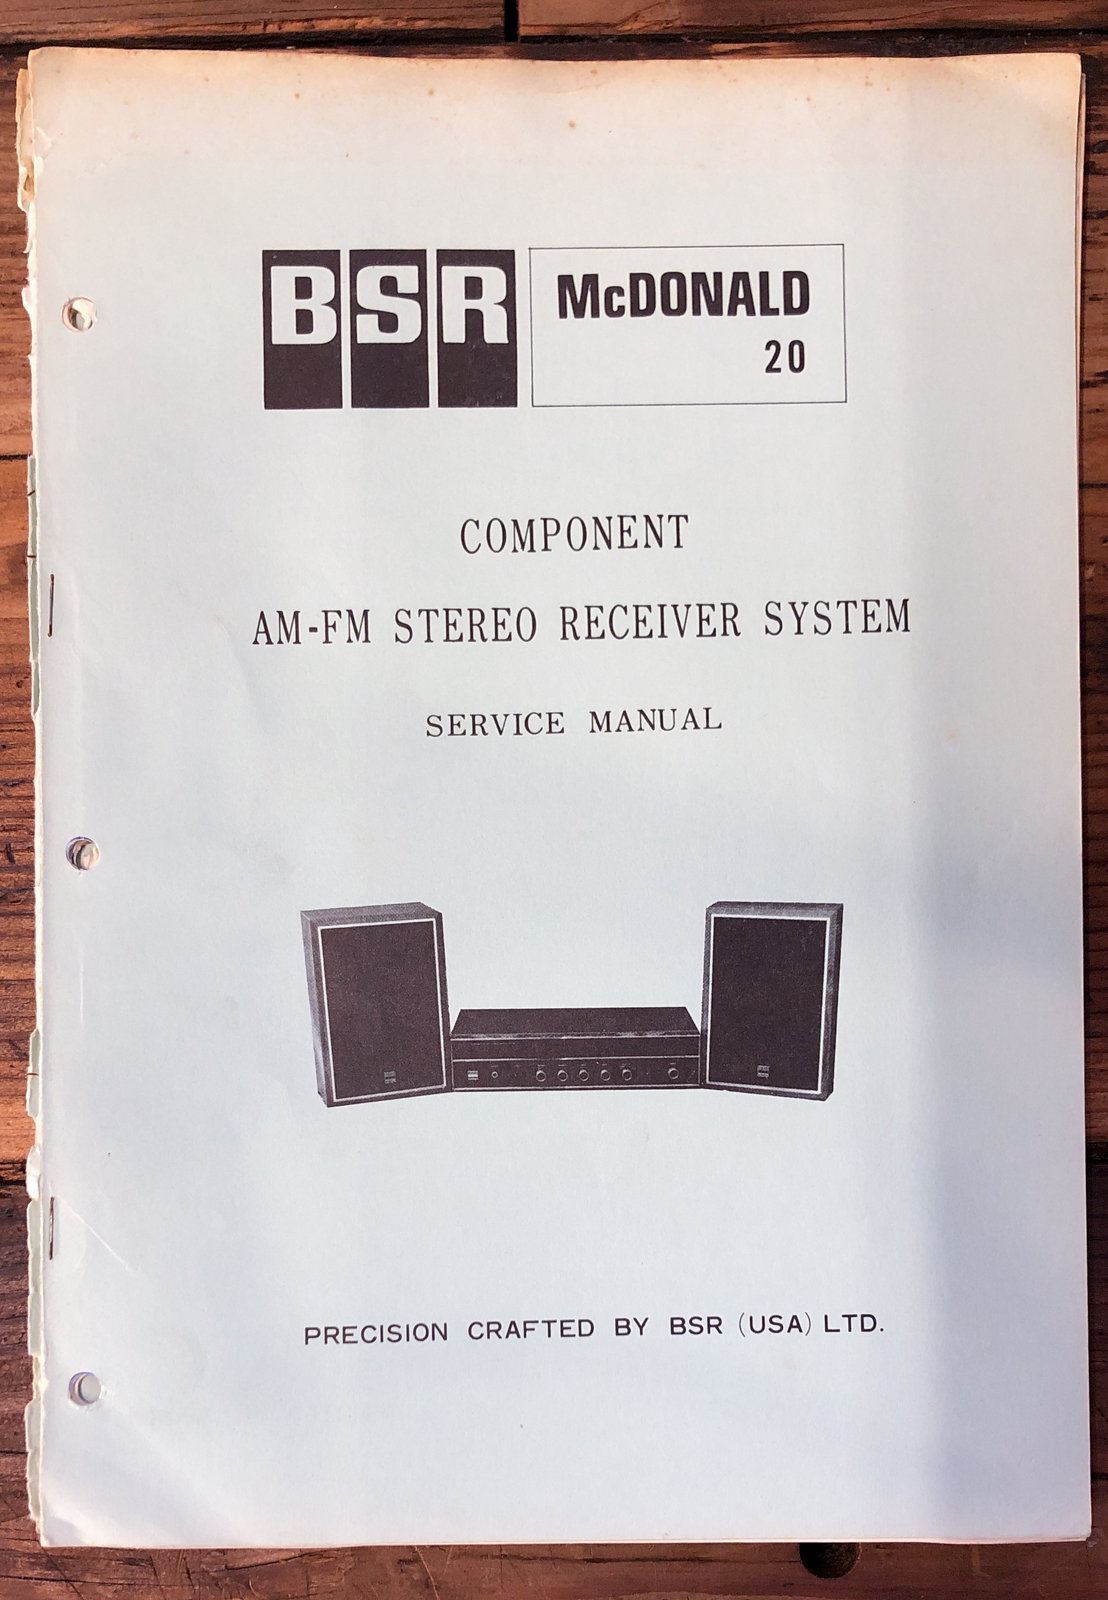 BSR McDONALD
20
COMPONENT
AM-FM STEREO RECEIVER SYSTEM
SERVICE MANUAL
PRECISION CRAFTED BY BSR (USA) LTD.